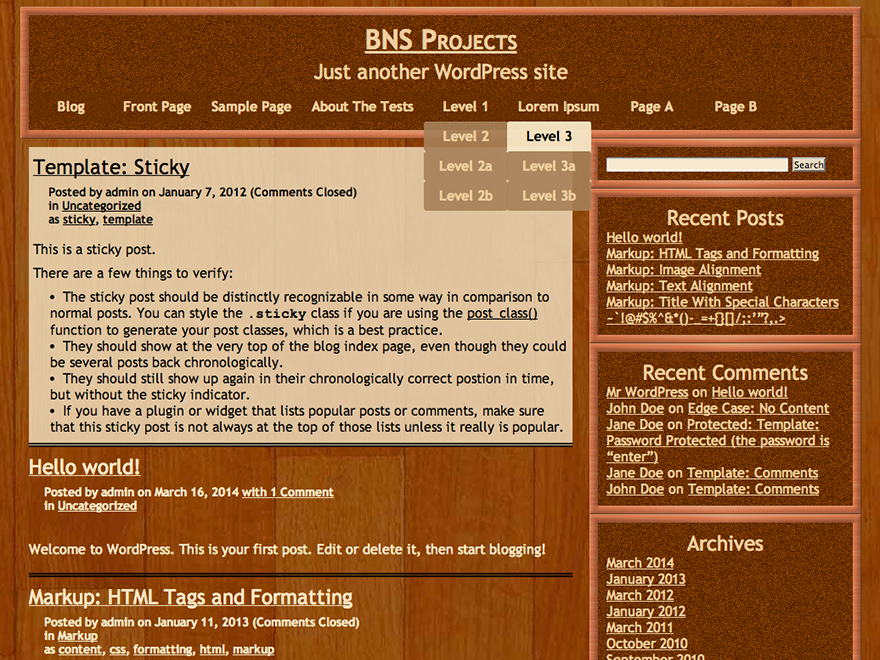 BNS Projects
Just another WordPress site
Blog Front Page Sample Page About The Tests Level 1 Lorem Ipsum Page A Page B
Level 2 Level 3
Level 2a Level 3a
Level 2b Level 3b
Template: Sticky
Posted by admin on January 7, 2012 (Comments Closed)
in Uncategorized
as sticky, template
This is a sticky post.
There are a few things to verify:
• The sticky post should be distinctly recognizable in some way in comparison to
normal posts. You can style the .sticky class if you are using the post_class()
function to generate your post classes, which is a best practice.
• They should show at the very top of the blog index page, even though they could
be several posts back chronologically.
• They should still show up again in their chronologically correct postion in time,
but without the sticky indicator.
• If you have a plugin or widget that lists popular posts or comments, make sure
that this sticky post is not always at the top of those lists unless it really is popular.
Hello world!
Posted by admin on March 16, 2014 with 1 Comment
in Uncategorized
Welcome to WordPress. This is your first post. Edit or delete it, then start blogging!
Markup: HTML Tags and Formatting
Posted by admin on January 11, 2013 (Comments Closed)
in Markup
as content, css, formatting, html, markup
Search
Recent Posts
Hello world!
Markup: HTML Tags and Formatting
Markup: Image Alignment
Markup: Text Alignment
Markup: Title With Special Characters
~`!@#$%^&*()-_=+{}[]/;:'"?,.>
Recent Comments
Mr WordPress on Hello world!
John Doe on Edge Case: No Content
Jane Doe on Protected: Template:
Password Protected (the password is
“enter”)
Jane Doe on Template: Comments
John Doe on Template: Comments
Archives
March 2014
January 2013
March 2012
January 2012
March 2011
October 2010
September 2010